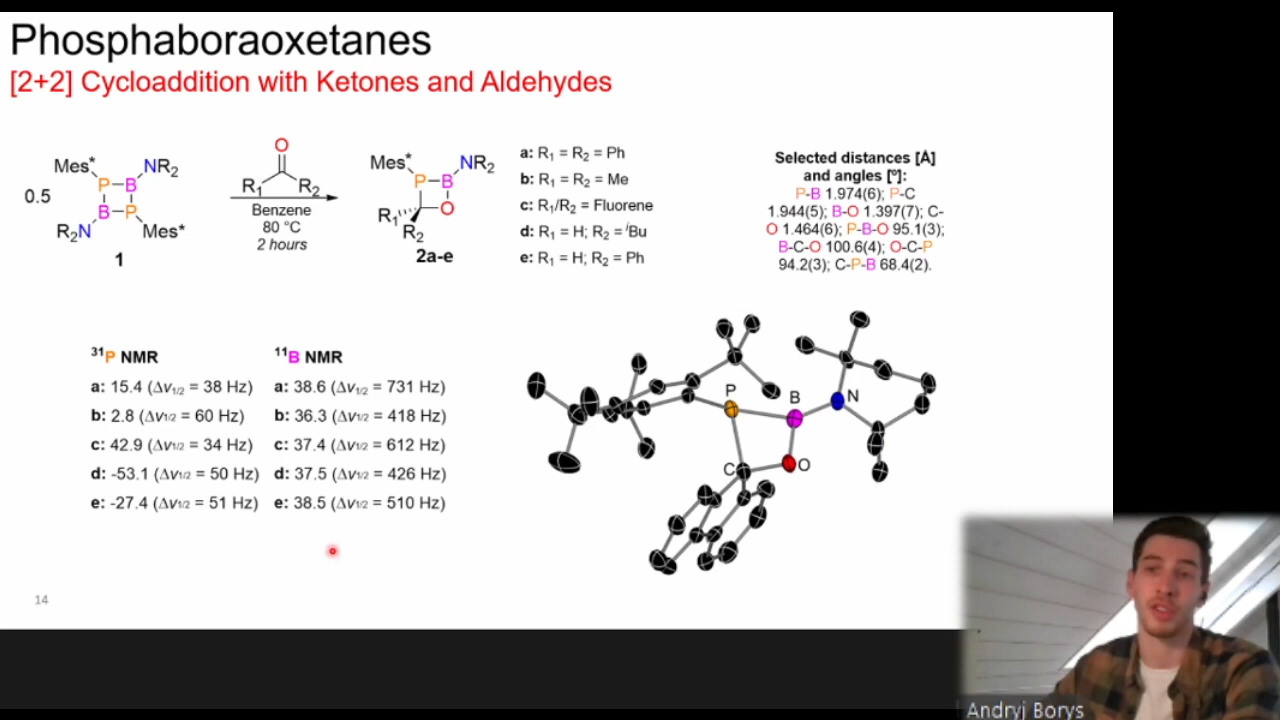 Phosphaboraoxetanes
[2+2] Cycloaddition with Ketones and Aldehydes
0.5
Mes*
NR2
P B
B P
R2N
Mes*
1
O
R1 R2
Benzene
80 °C
2 hours
Mes*
NR2
P B
R1 O
R2
2a-e
a: R1 = R2 = Ph
b: R1 = R2 = Me
c: R1/R2 = Fluorene
d: R1 = H; R2 = iBu
e: R1 = H; R2 = Ph
Selected distances [Å]
and angles [º]:
P-B 1.974(6); P-C
1.944(5); B-O 1.397(7); C-
O 1.464(6); P-B-O 95.1(3);
B-C-O 100.6(4); O-C-P
94.2(3); C-P-B 68.4(2).
31P NMR
a: 15.4 (Δν1/2 = 38 Hz)
b: 2.8 (Δν1/2 = 60 Hz)
c: 42.9 (Δν1/2 = 34 Hz)
d: -53.1 (Δν1/2 = 50 Hz)
e: -27.4 (Δν1/2 = 51 Hz)
11B NMR
a: 38.6 (Δν1/2 = 731 Hz)
b: 36.3 (Δν1/2 = 418 Hz)
c: 37.4 (Δν1/2 = 612 Hz)
d: 37.5 (Δν1/2 = 426 Hz)
e: 38.5 (Δν1/2 = 510 Hz)
P
B
N
C
O
14
Andryj Borys